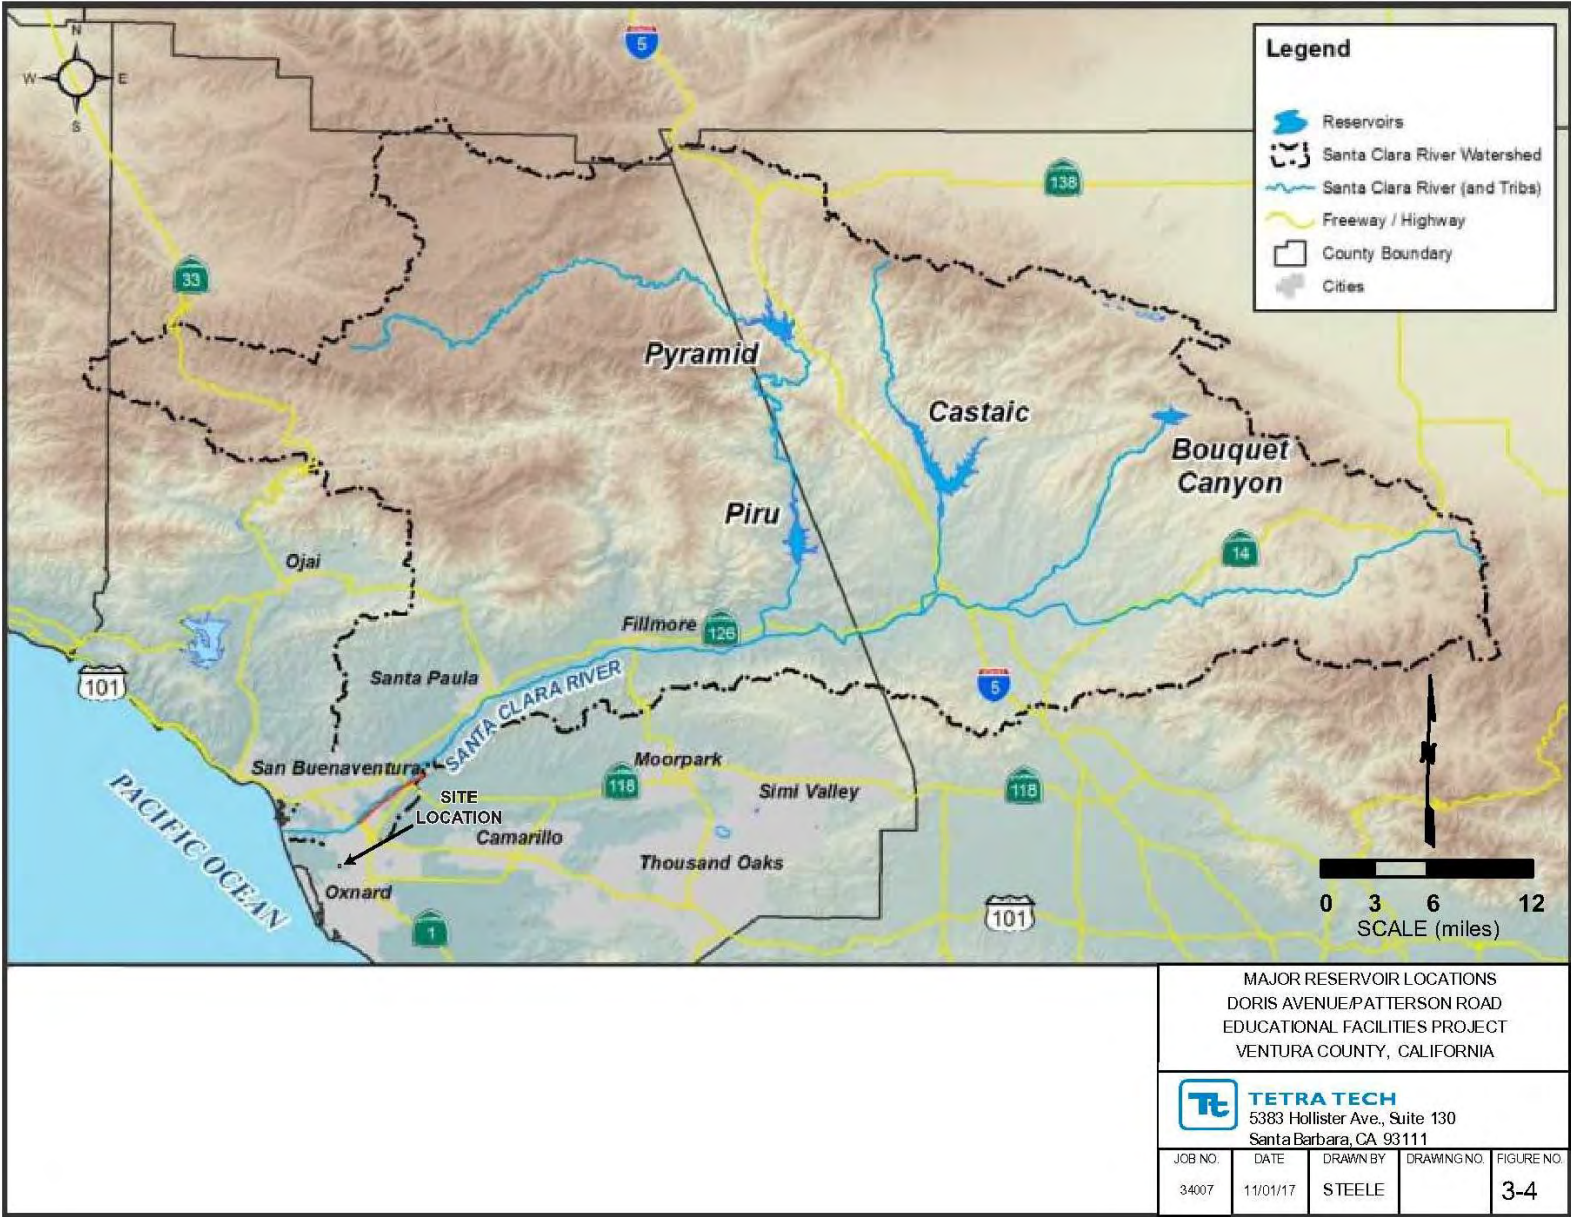 N
W E
S
5
138
33
Legend
Reservoirs
Santa Clara River Watershed
Santa Clara River (and Tribs)
Freeway / Highway
County Boundary
Cities
Pyramid
Castaic
Bouquet
Canyon
Piru
14
Ojai
Fillmore
126
Santa Paula
101
SANTA CLARA RIVER
5
San Buenaventura
Moorpark
118
Simi Valley
118
SITE
LOCATION
Camarillo
Thousand Oaks
PACIFIC OCEAN
Oxnard
1
101
N
0 3 6 12
SCALE (miles)
MAJOR RESERVOIR LOCATIONS
DORIS AVENUE/PATTERSON ROAD
EDUCATIONAL FACILITIES PROJECT
VENTURA COUNTY, CALIFORNIA
Tt TETRA TECH
5383 Hollister Ave., Suite 130
Santa Barbara, CA 93111
JOB NO. DATE DRAWN BY DRAWING NO. FIGURE NO.
34007 11/01/17 STEELE 3-4